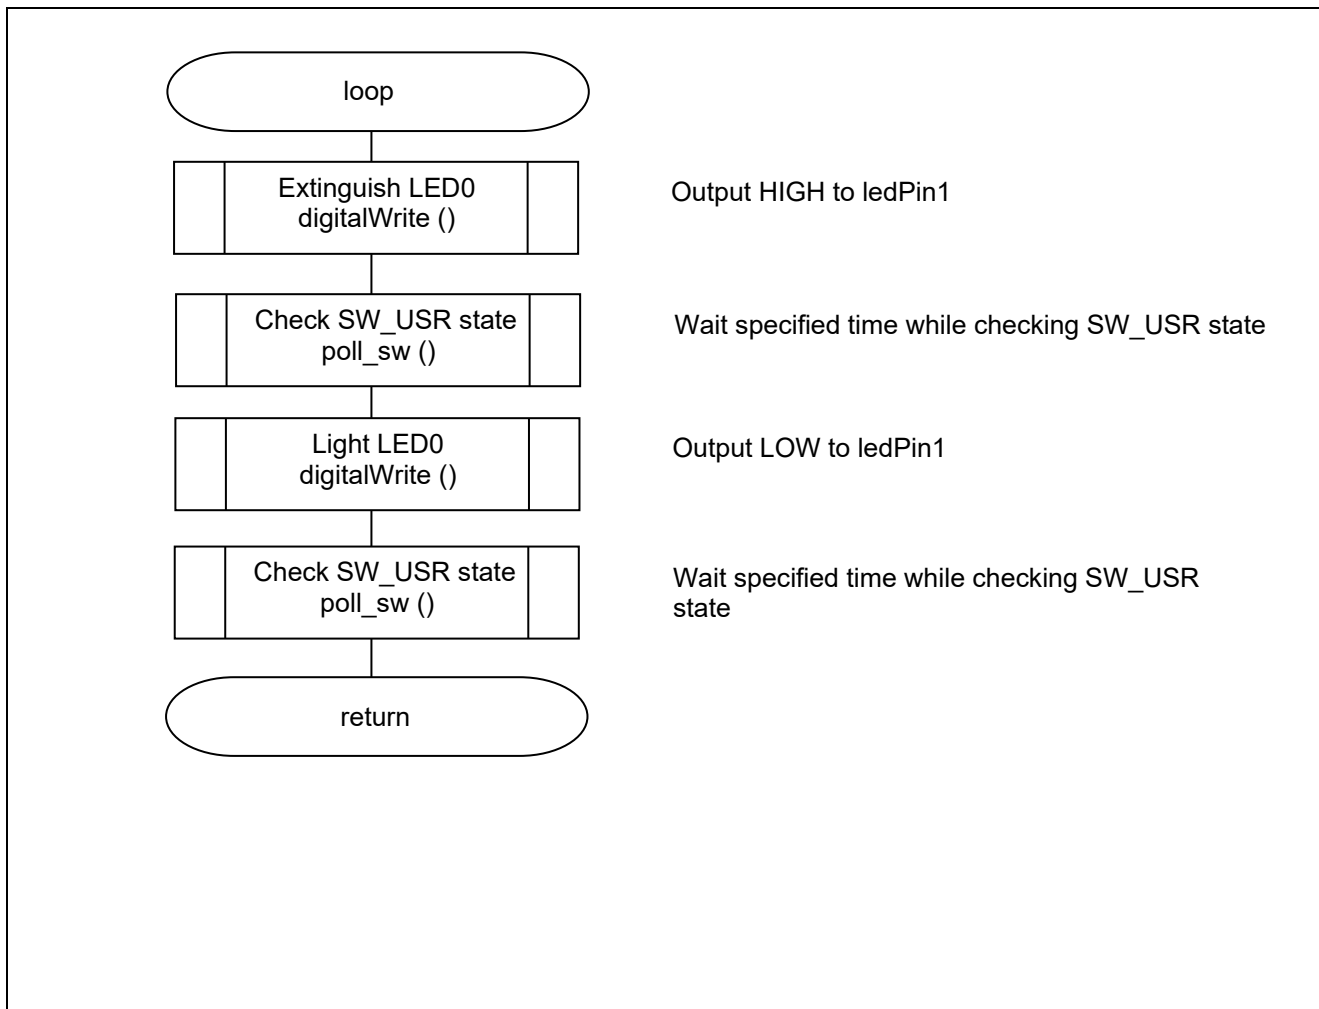 loop
Extinguish LED0
digitalWrite ()
Output HIGH to ledPin1
Check SW_USR state
poll_sw ()
Wait specified time while checking SW_USR state
Light LED0
digitalWrite ()
Output LOW to ledPin1
Check SW_USR state
poll_sw ()
Wait specified time while checking SW_USR
state
return